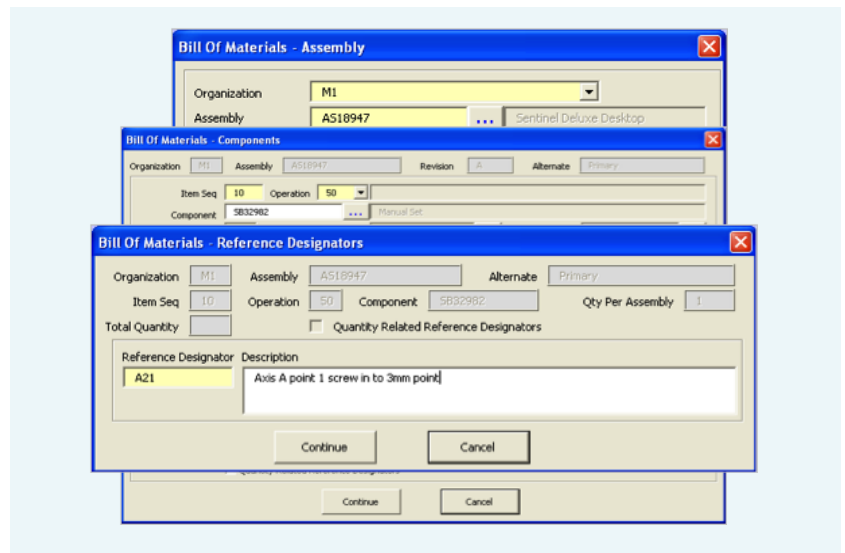 Bill Of Materials - Assembly
Organization M1
Assembly AS18947 ... Sentinel Deluxe Desktop
Bill Of Materials - Components
Organization M1 Assembly AS18947 Revision A Alternate Primary
Item Seq 10 Operation 50
Component SB32982 ... Manual Set
Bill Of Materials - Reference Designators
Organization M1 Assembly AS18947 Alternate Primary
Item Seq 10 Operation 50 Component SB32982 Qty Per Assembly 1
Total Quantity Quantity Related Reference Designators
Reference Designator Description
A21 Axis A point 1 screw in to 3mm point
Continue Cancel
Continue Cancel